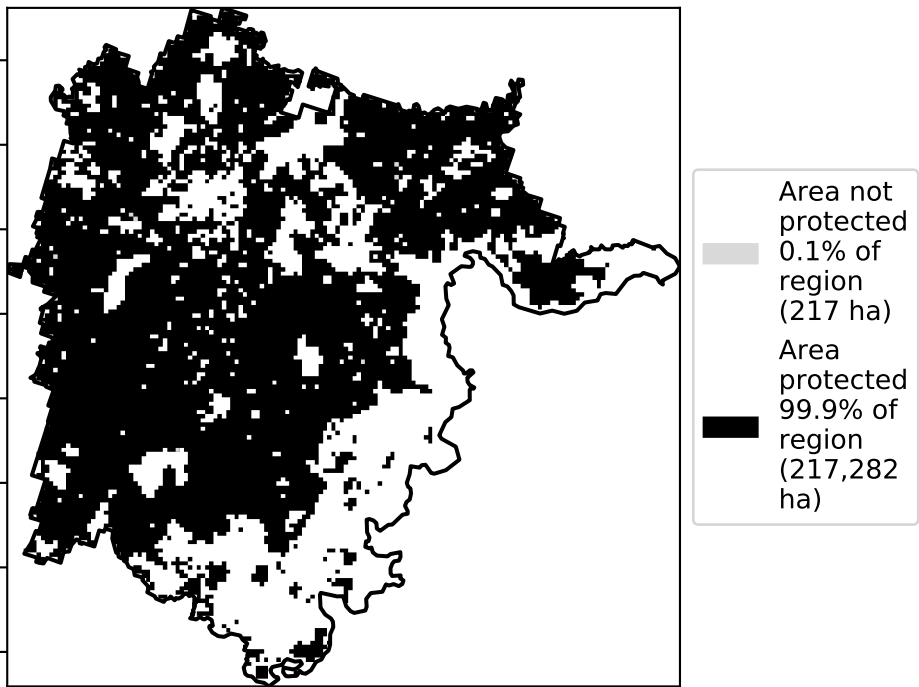 Area not
protected
0.1% of
region
(217 ha)
Area
protected
99.9% of
region
(217,282
ha)